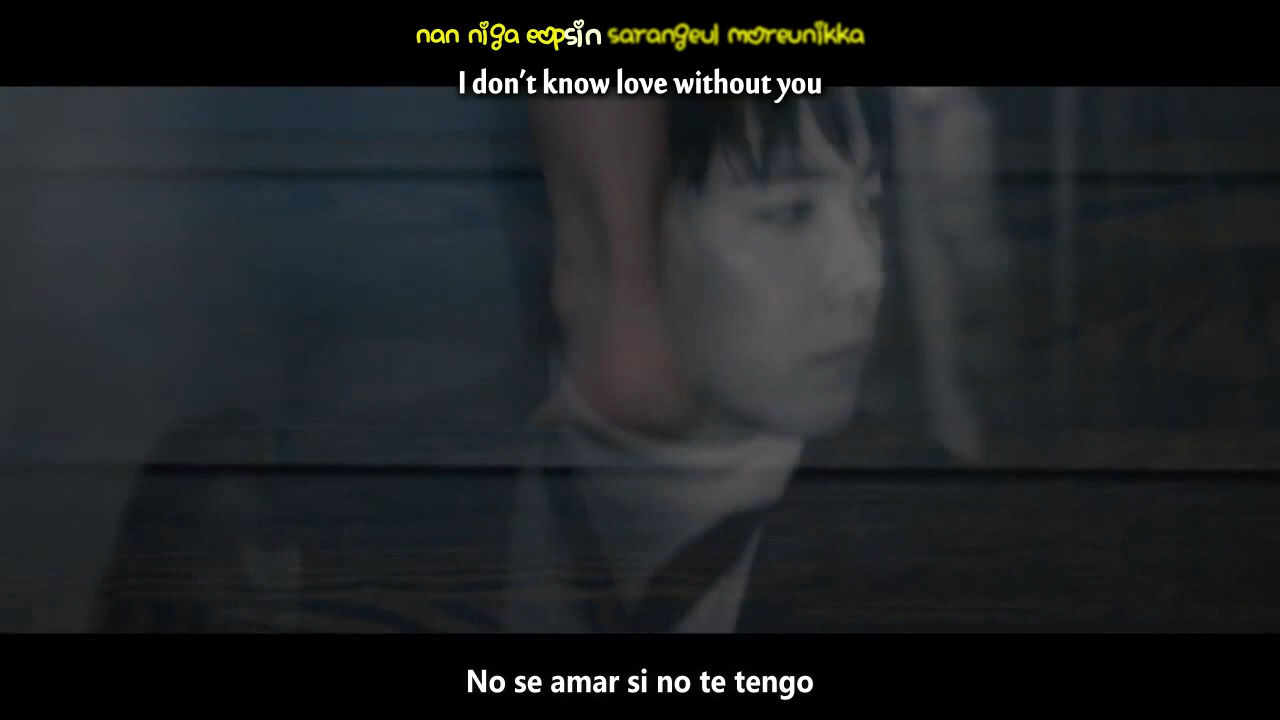 nan niga eopsin sarangeul moreunikka
I don't know love without you
No se amar si no te tengo